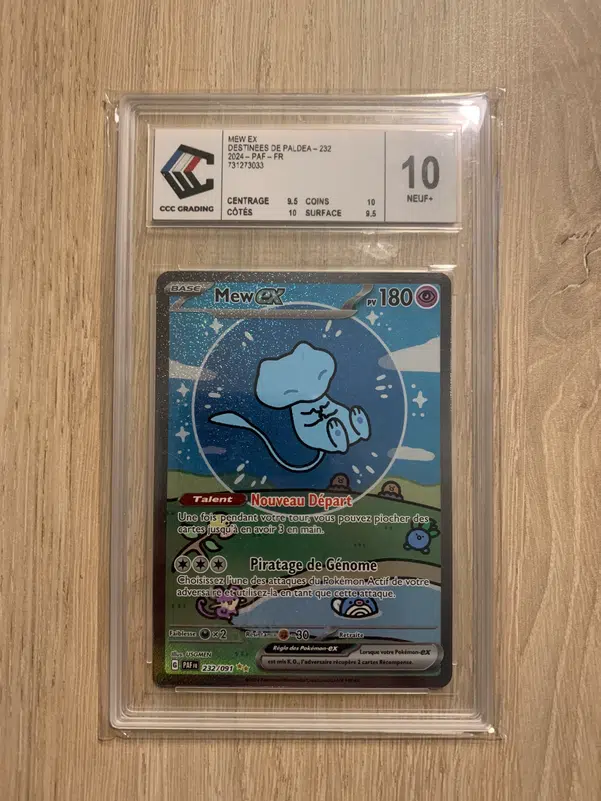 MEW EX
DESTINEES DE PALDEA – 232
2024 – PAF – FR
731273033
CCC GRADING
CENTRAGE 9.5 COINS 10
CÔTÉS 10 SURFACE 9.5
10
NEUF+
BASE Mew ex PV 180
Talent Nouveau Départ
Une fois pendant votre tour, vous pouvez piocher des
cartes jusqu'à en avoir 3 en main.
Piratage de Génome
Choisissez l'une des attaques du Pokémon Actif de votre
adversaire et utilisez-la en tant que cette attaque.
Faiblesse ×2 Résistance -30 Retraite
Illus. USGMEN
Règle des Pokémon-ex Lorsque votre Pokémon-ex
est mis K.O., l'adversaire récupère 2 cartes Récompense.
G PAF FR 232/091